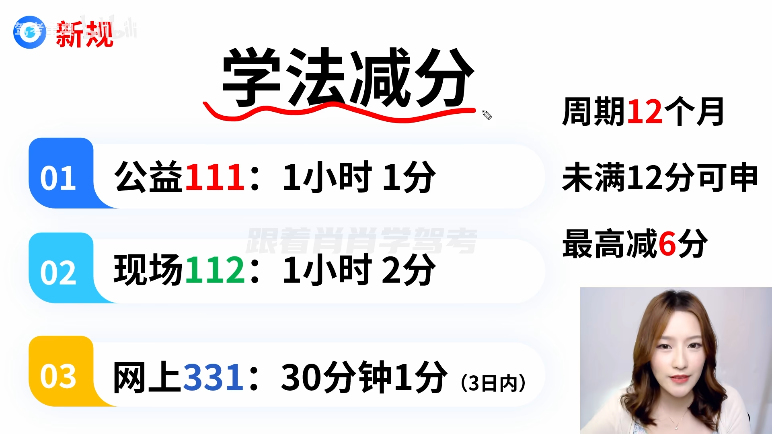 新规
学法减分
周期12个月
01 公益111：1小时 1分
未满12分可申
跟着肖肖学驾考
最高减6分
02 现场112：1小时 2分
03 网上331：30分钟1分（3日内）